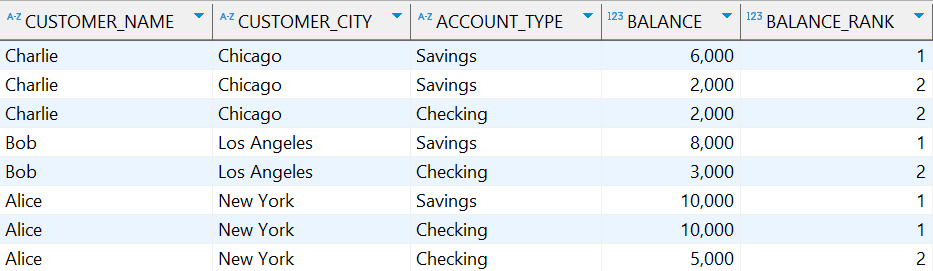 A-Z CUSTOMER_NAME A-Z CUSTOMER_CITY A-Z ACCOUNT_TYPE 123 BALANCE 123 BALANCE_RANK
Charlie Chicago Savings 6,000 1
Charlie Chicago Savings 2,000 2
Charlie Chicago Checking 2,000 2
Bob Los Angeles Savings 8,000 1
Bob Los Angeles Checking 3,000 2
Alice New York Savings 10,000 1
Alice New York Checking 10,000 1
Alice New York Checking 5,000 2